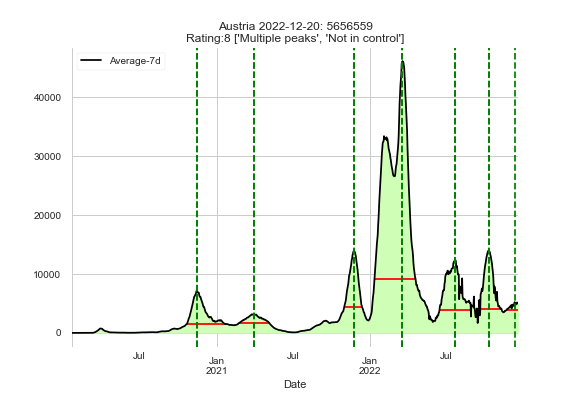 Austria 2022-12-20: 5656559
Rating:8 ['Multiple peaks', 'Not in control']
Average-7d
40000
30000
20000
10000
0
Jul
Jan
2021
Jul
Jan
2022
Jul
Date